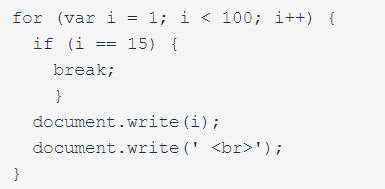 for (var i = 1; i < 100; i++) {
  if (i == 15) {
    break;
    }
  document.write(i);
  document.write(' <br>');
}